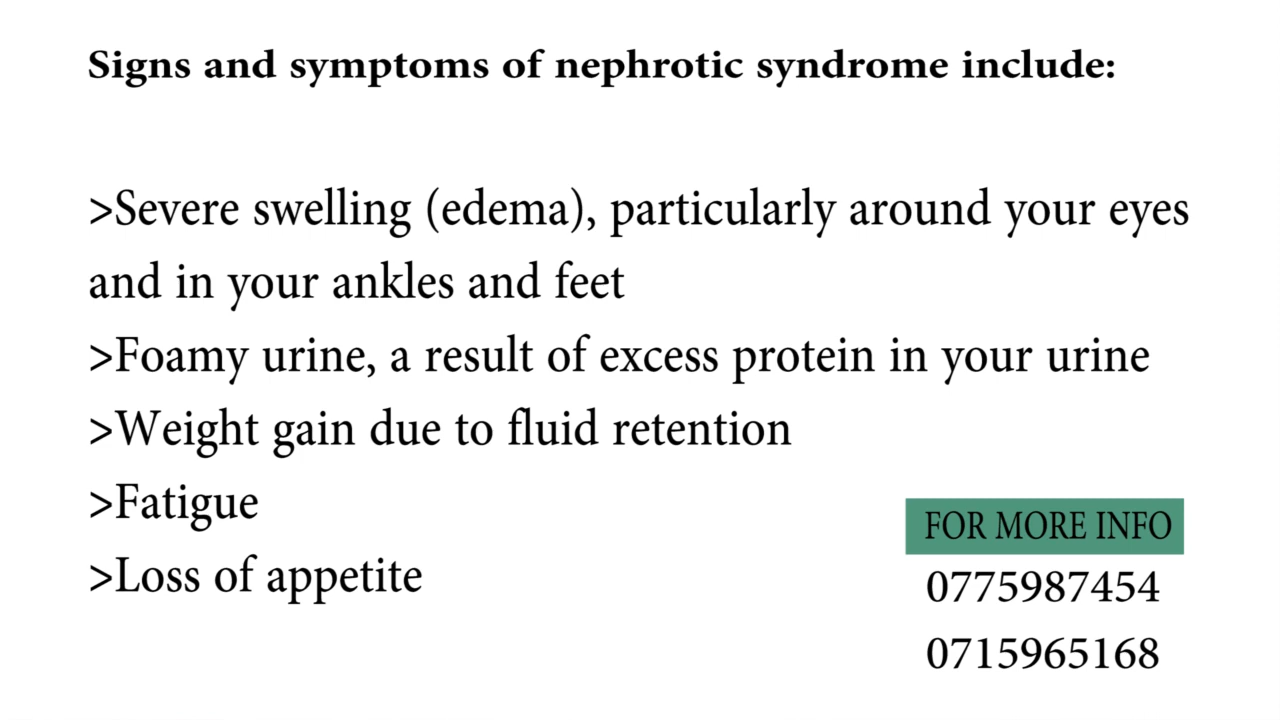 Signs and symptoms of nephrotic syndrome include:
>Severe swelling (edema), particularly around your eyes
and in your ankles and feet
>Foamy urine, a result of excess protein in your urine
>Weight gain due to fluid retention
>Fatigue
>Loss of appetite
FOR MORE INFO
0775987454
0715965168